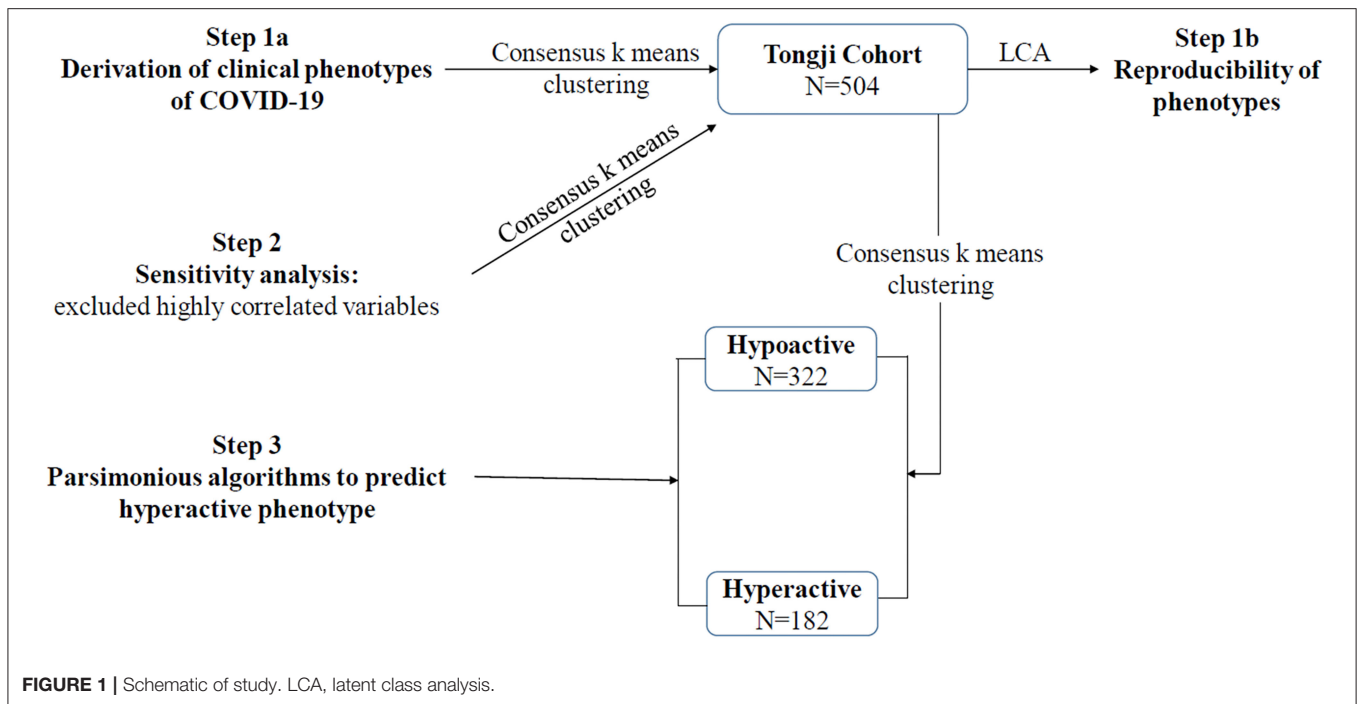 Step 1a
Derivation of clinical phenotypes
of COVID-19
Consensus k means
clustering
Tongji Cohort
N=504
LCA
Step 1b
Reproducibility of
phenotypes
Consensus k means
clustering
Step 2
Sensitivity analysis:
excluded highly correlated variables
Consensus k means
clustering
Hypoactive
N=322
Step 3
Parsimonious algorithms to predict
hyperactive phenotype
Hyperactive
N=182
FIGURE 1 | Schematic of study. LCA, latent class analysis.